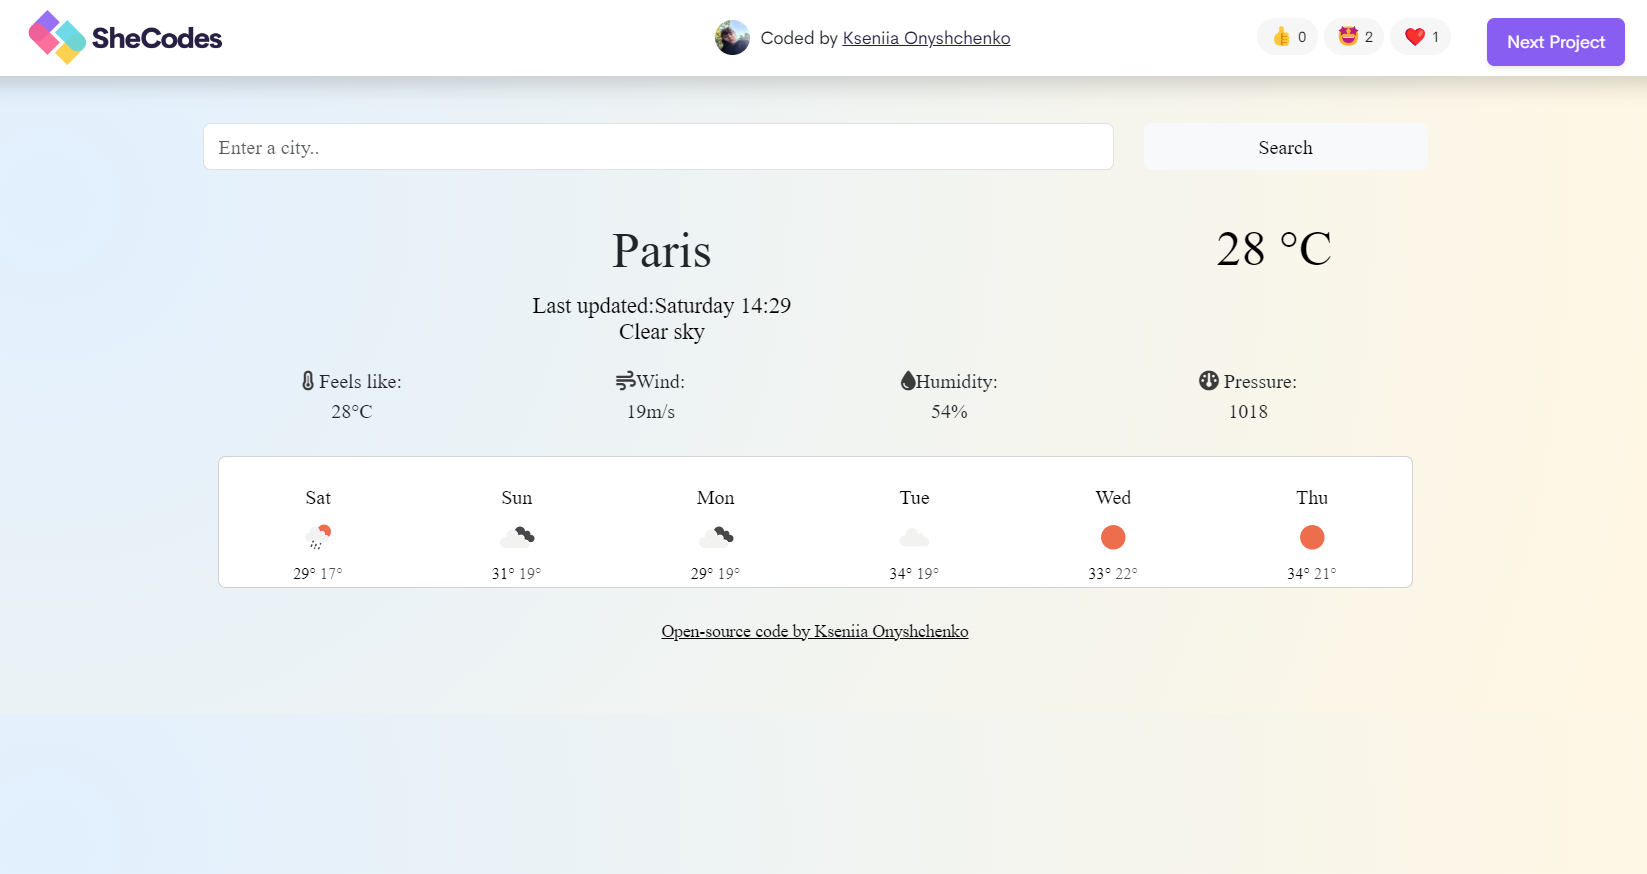 SheCodes
Coded by Kseniia Onyshchenko
0
2
1
Next Project
Enter a city..
Search
Paris
28 °C
Last updated:Saturday 14:29
Clear sky
Feels like:
28°C
Wind:
19m/s
Humidity:
54%
Pressure:
1018
Sat
Sun
Mon
Tue
Wed
Thu
29° 17°
31° 19°
29° 19°
34° 19°
33° 22°
34° 21°
Open-source code by Kseniia Onyshchenko